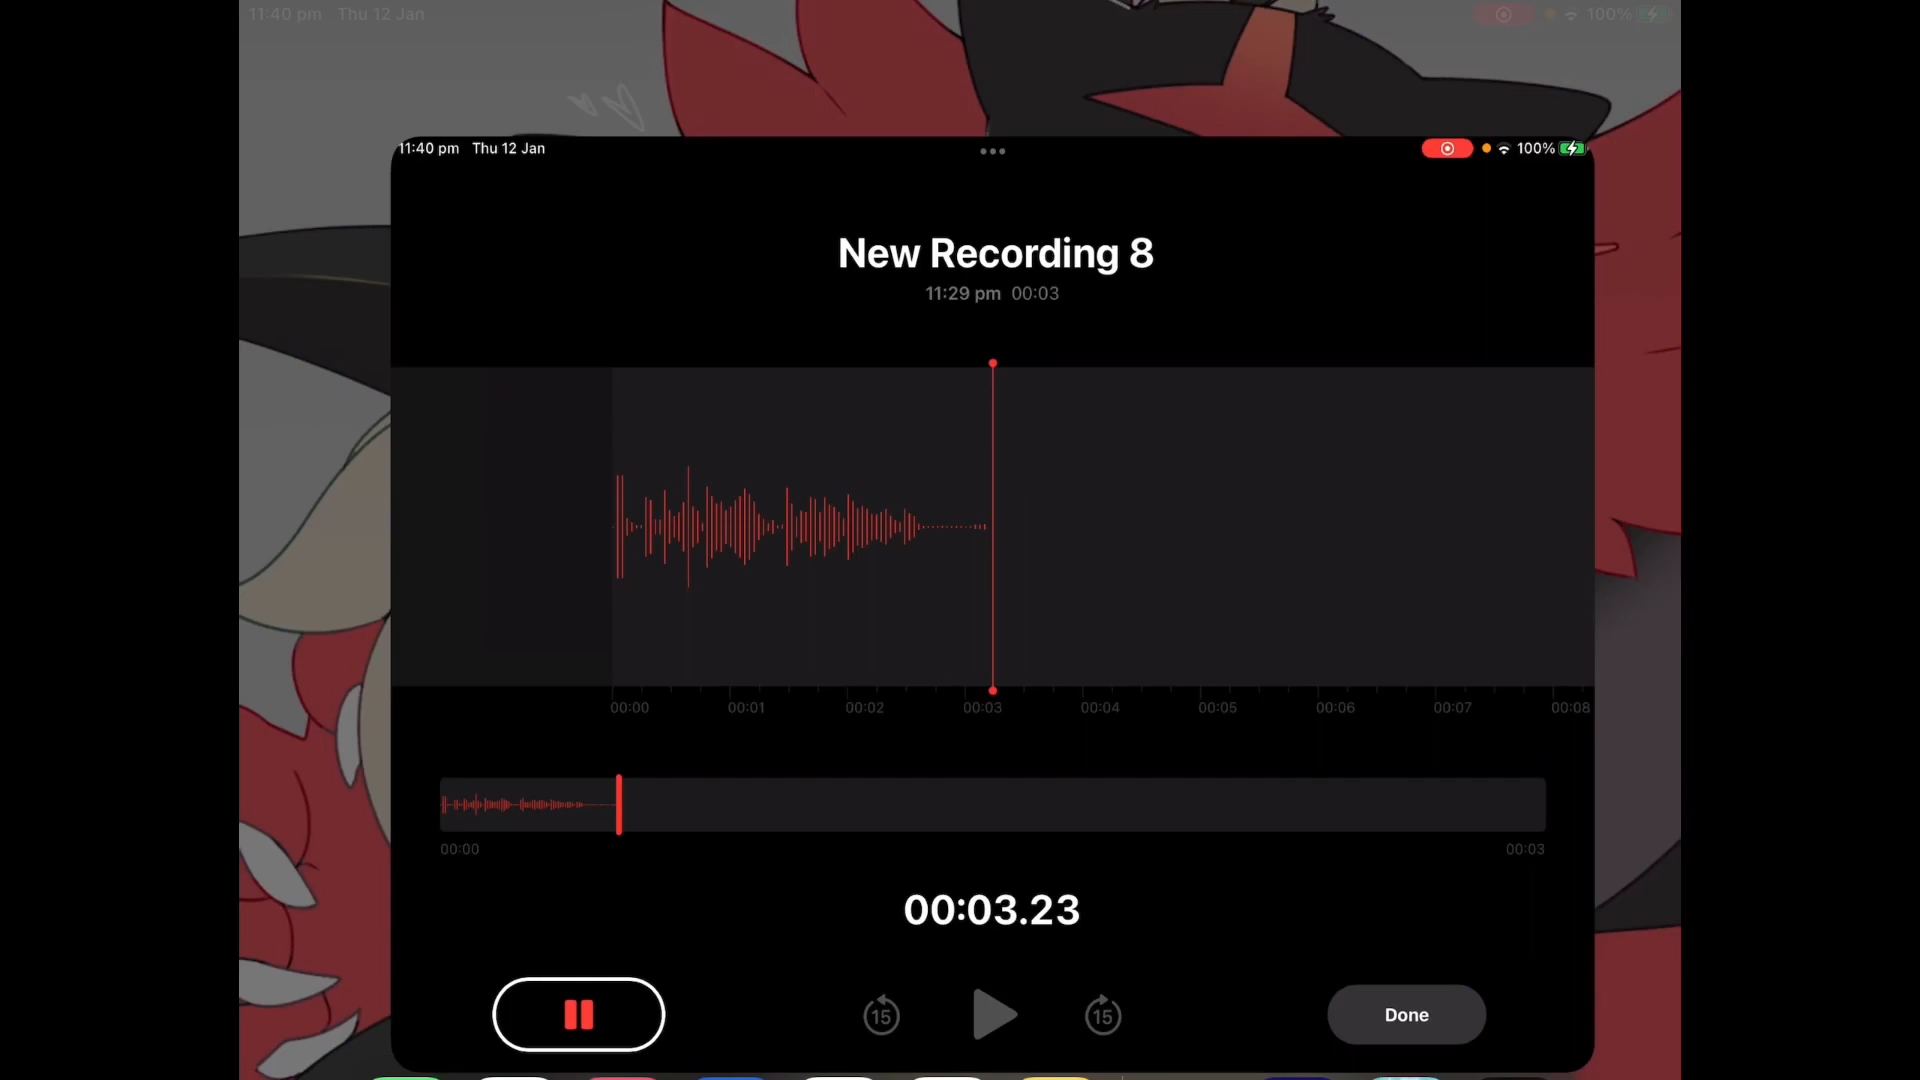 11:40 pm Thu 12 Jan 100%
11:40 pm Thu 12 Jan 100%
New Recording 8
11:29 pm 00:03
00:00 00:01 00:02 00:03 00:04 00:05 00:06 00:07 00:08
00:00 00:03
00:03.23
15 15 Done